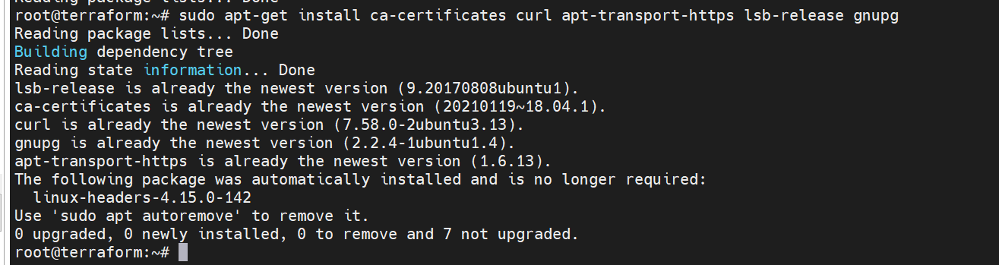 Reading package lists... Done
root@terraform:~# sudo apt-get install ca-certificates curl apt-transport-https lsb-release gnupg
Reading package lists... Done
Building dependency tree
Reading state information... Done
lsb-release is already the newest version (9.20170808ubuntu1).
ca-certificates is already the newest version (20210119~18.04.1).
curl is already the newest version (7.58.0-2ubuntu3.13).
gnupg is already the newest version (2.2.4-1ubuntu1.4).
apt-transport-https is already the newest version (1.6.13).
The following package was automatically installed and is no longer required:
  linux-headers-4.15.0-142
Use 'sudo apt autoremove' to remove it.
0 upgraded, 0 newly installed, 0 to remove and 7 not upgraded.
root@terraform:~#